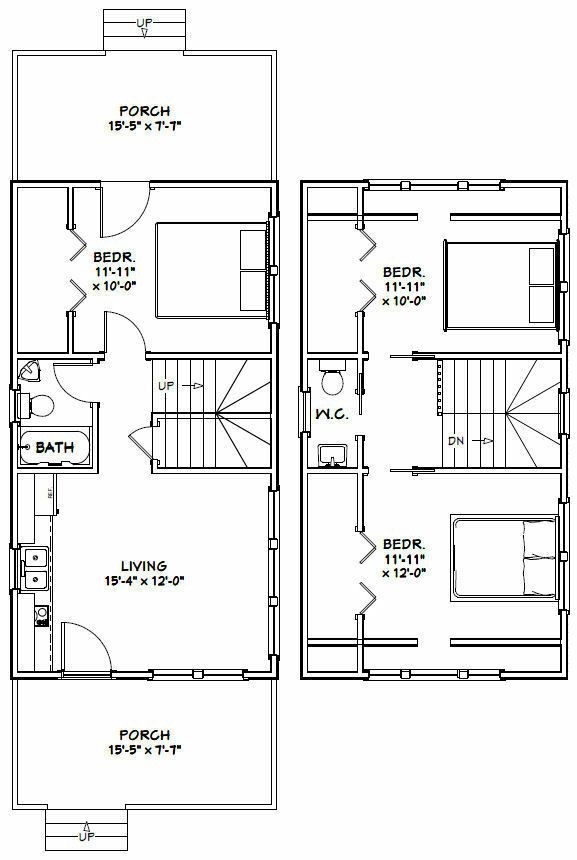 UP
PORCH
15'-5" x 7'-7"
BEDR.
11'-11"
x 10'-0"
UP
BATH
REF.
LIVING
15'-4" x 12'-0"
PORCH
15'-5" x 7'-7"
UP
BEDR.
11'-11"
x 10'-0"
W.C.
DN
BEDR.
11'-11"
x 12'-0"